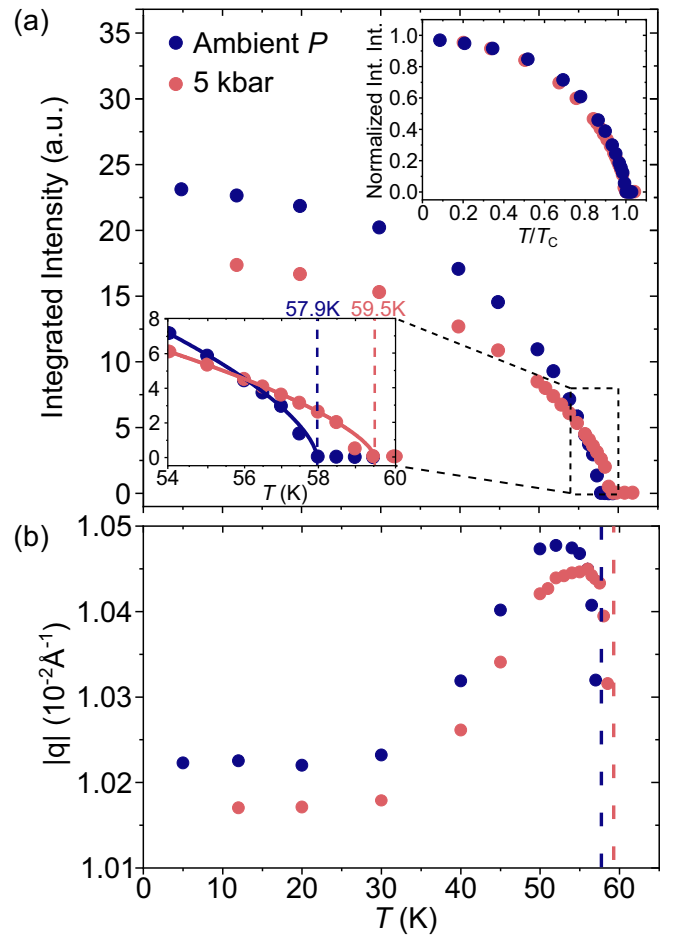 (a)
Integrated Intensity (a.u.)
35
30
25
20
15
10
5
0
Ambient P
5 kbar
Normalized Int. Int.
1.0
0.8
0.6
0.4
0.2
0.0
0 0.2 0.4 0.6 0.8 1.0
T/TC
57.9K 59.5K
8
6
4
2
0
54 56 58 60
T (K)
(b)
|q| (10-2Å-1)
1.05
1.04
1.03
1.02
1.01
0 10 20 30 40 50 60
T (K)